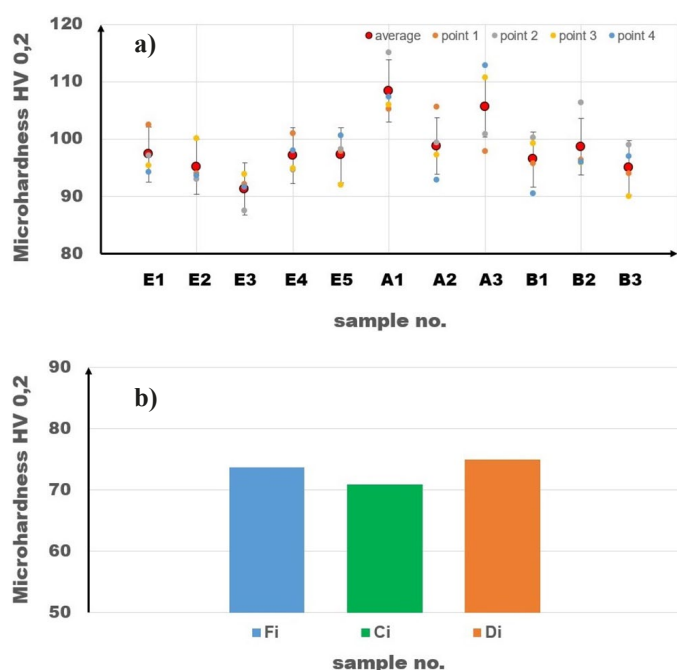 Microhardness HV 0,2
120
110
100
90
80
a)
average point 1 point 2 point 3 point 4
E1 E2 E3 E4 E5 A1 A2 A3 B1 B2 B3
sample no.
Microhardness HV 0,2
90
80
70
60
50
b)
Fi Ci Di
sample no.